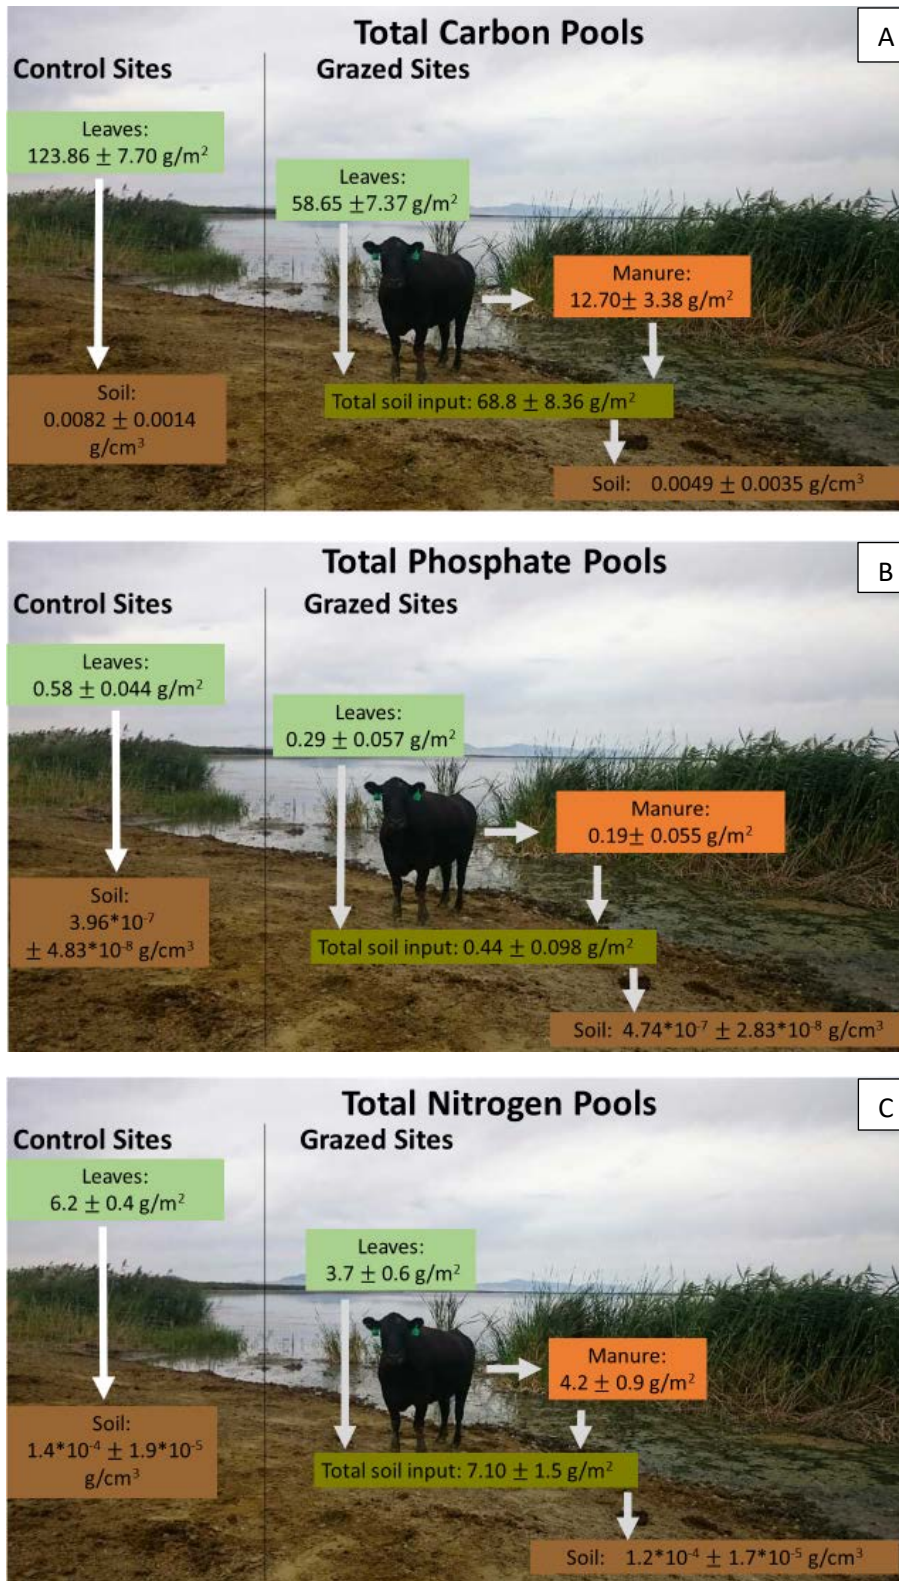 Total Carbon Pools
A
Control Sites
Grazed Sites
Leaves:
123.86 ± 7.70 g/m²
Leaves:
58.65 ±7.37 g/m²
Manure:
12.70± 3.38 g/m²
Soil:
0.0082 ± 0.0014
g/cm³
Total soil input: 68.8 ± 8.36 g/m²
Soil: 0.0049 ± 0.0035 g/cm³
Total Phosphate Pools
B
Control Sites
Grazed Sites
Leaves:
0.58 ± 0.044 g/m²
Leaves:
0.29 ± 0.057 g/m²
Manure:
0.19± 0.055 g/m²
Soil:
3.96*10⁻⁷
± 4.83*10⁻⁸ g/cm³
Total soil input: 0.44 ± 0.098 g/m²
Soil: 4.74*10⁻⁷ ± 2.83*10⁻⁸ g/cm³
Total Nitrogen Pools
C
Control Sites
Grazed Sites
Leaves:
6.2 ± 0.4 g/m²
Leaves:
3.7 ± 0.6 g/m²
Manure:
4.2 ± 0.9 g/m²
Soil:
1.4*10⁻⁴ ± 1.9*10⁻⁵
g/cm³
Total soil input: 7.10 ± 1.5 g/m²
Soil: 1.2*10⁻⁴ ± 1.7*10⁻⁵ g/cm³